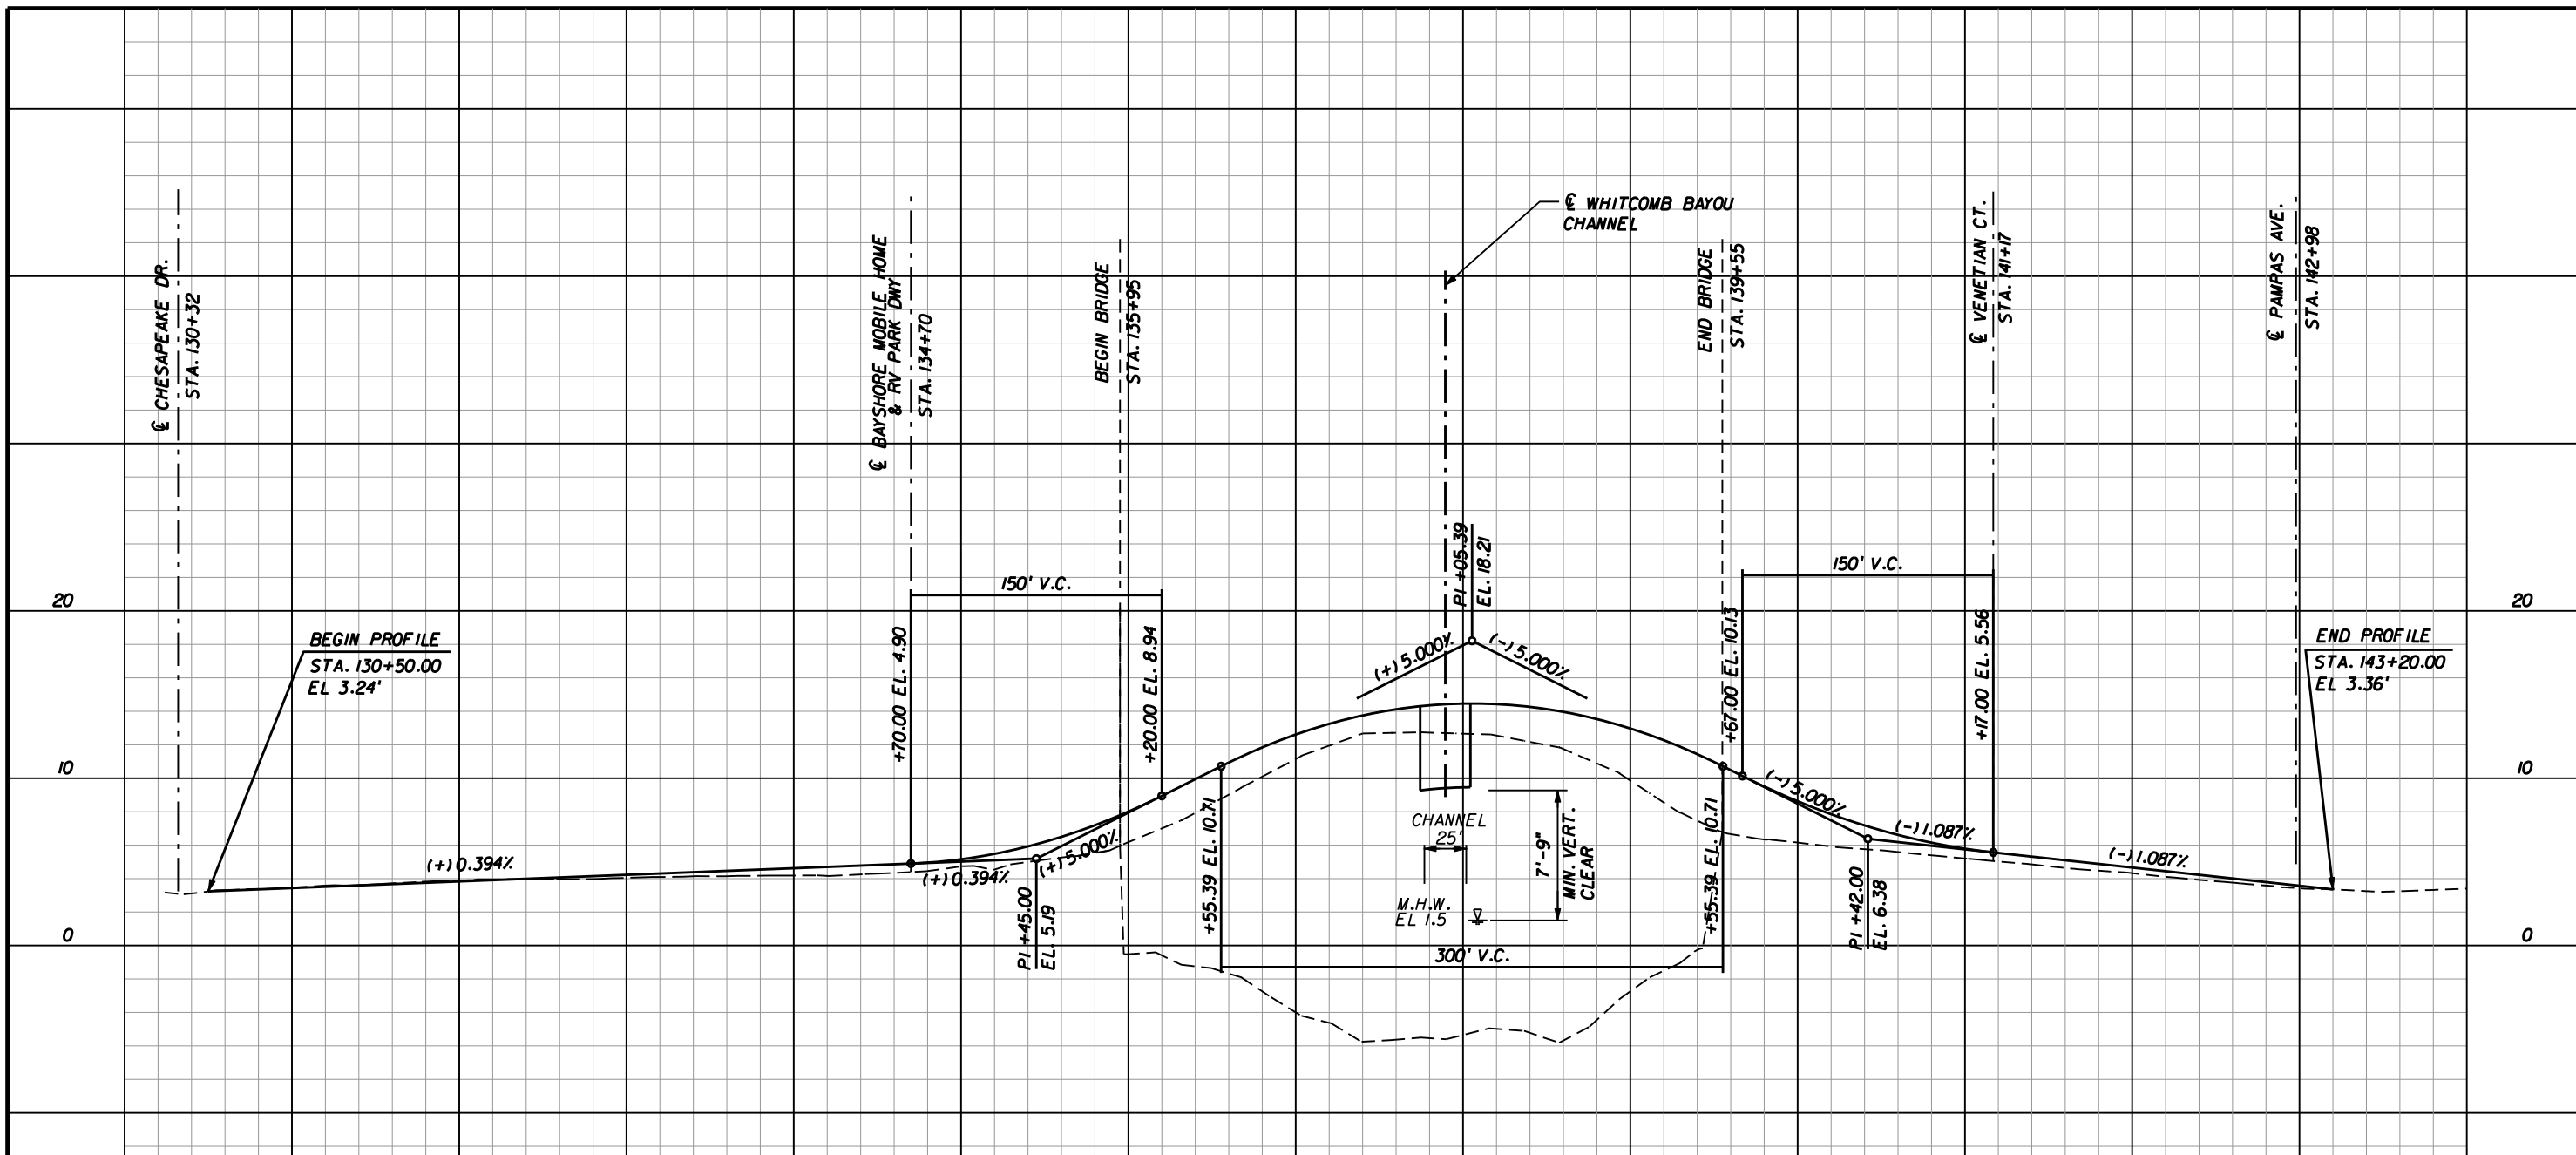 ℄ CHESAPEAKE DR.
STA. 130+32
℄ BAYSHORE MOBILE HOME
& RV PARK DWY
STA. 134+70
BEGIN BRIDGE
STA. 135+95
℄ WHITCOMB BAYOU
CHANNEL
END BRIDGE
STA. 139+55
℄ VENETIAN CT.
STA. 141+17
℄ PAMPAS AVE.
STA. 142+98
20
10
0
BEGIN PROFILE
STA. 130+50.00
EL 3.24'
(+) 0.394%
150' V.C.
+70.00 EL. 4.90
+20.00 EL. 8.94
(+) 0.394%
(+) 5.000%
PI +45.00
EL. 5.19
+55.39 EL. 10.71
PI +05.39
EL. 18.21
(+) 5.000%
(-) 5.000%
CHANNEL
25'
M.H.W.
EL 1.5
7'-9"
MIN. VERT.
CLEAR
300' V.C.
+55.39 EL. 10.71
150' V.C.
+67.00 EL. 10.13
+17.00 EL. 5.56
(-) 5.000%
(-) 1.087%
PI +42.00
EL. 6.38
(-) 1.087%
END PROFILE
STA. 143+20.00
EL 3.36'
20
10
0